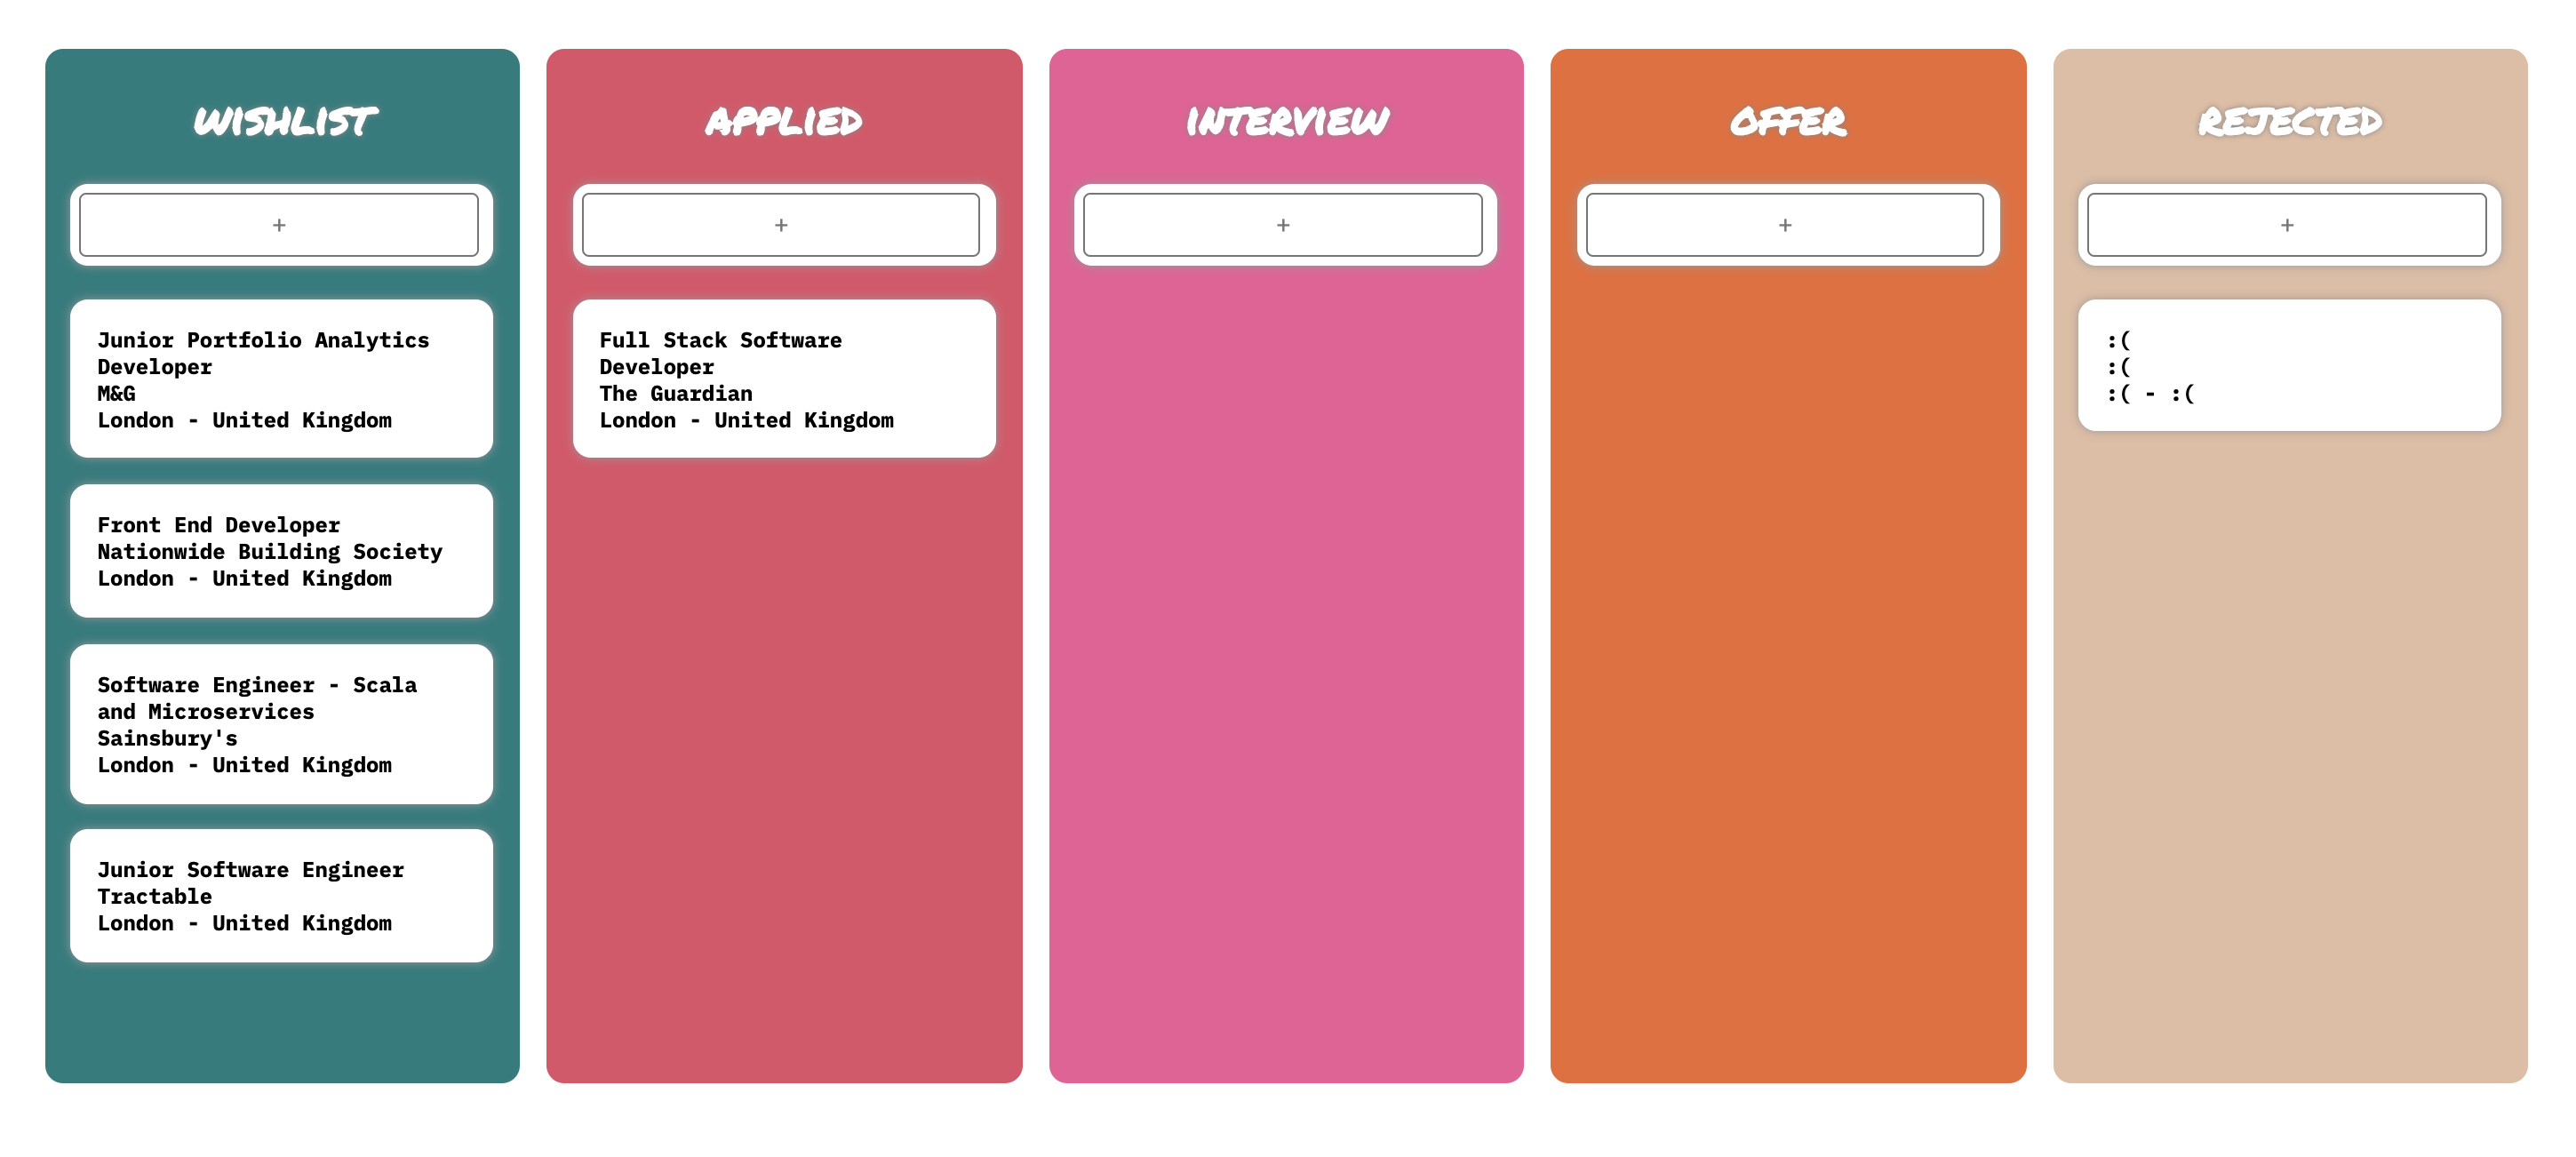 WISHLIST
+
Junior Portfolio Analytics
Developer
M&G
London - United Kingdom
Front End Developer
Nationwide Building Society
London - United Kingdom
Software Engineer - Scala
and Microservices
Sainsbury's
London - United Kingdom
Junior Software Engineer
Tractable
London - United Kingdom
APPLIED
+
Full Stack Software
Developer
The Guardian
London - United Kingdom
INTERVIEW
+
OFFER
+
REJECTED
+
:(
:(
:( - :(